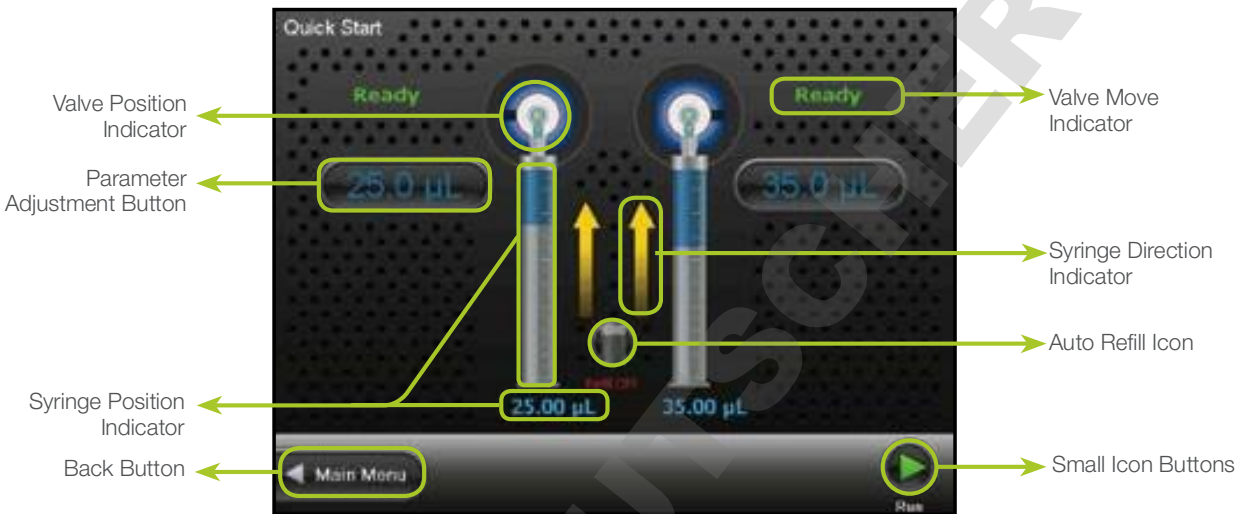 Quick Start
Ready
Ready
Valve Position
Indicator
Valve Move
Indicator
Parameter
Adjustment Button
25.0 µL
35.0 µL
Syringe Direction
Indicator
Auto Refill Icon
Syringe Position
Indicator
25.00 µL
35.00 µL
Back Button
Main Menu
Small Icon Buttons
Run